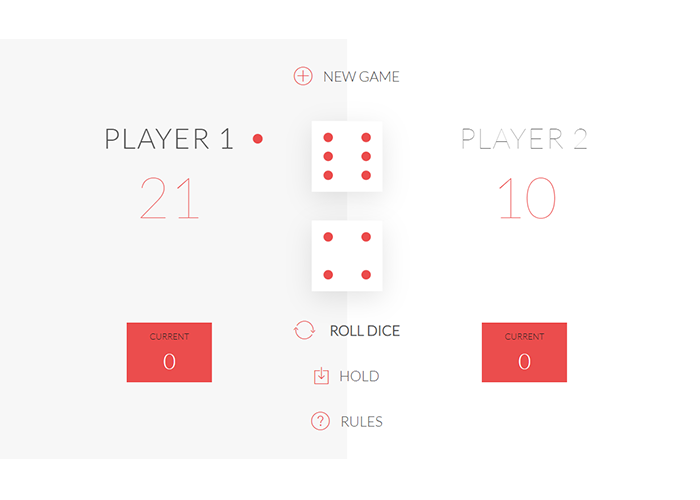 NEW GAME
PLAYER 1
PLAYER 2
21
10
ROLL DICE
CURRENT
0
CURRENT
0
HOLD
? RULES